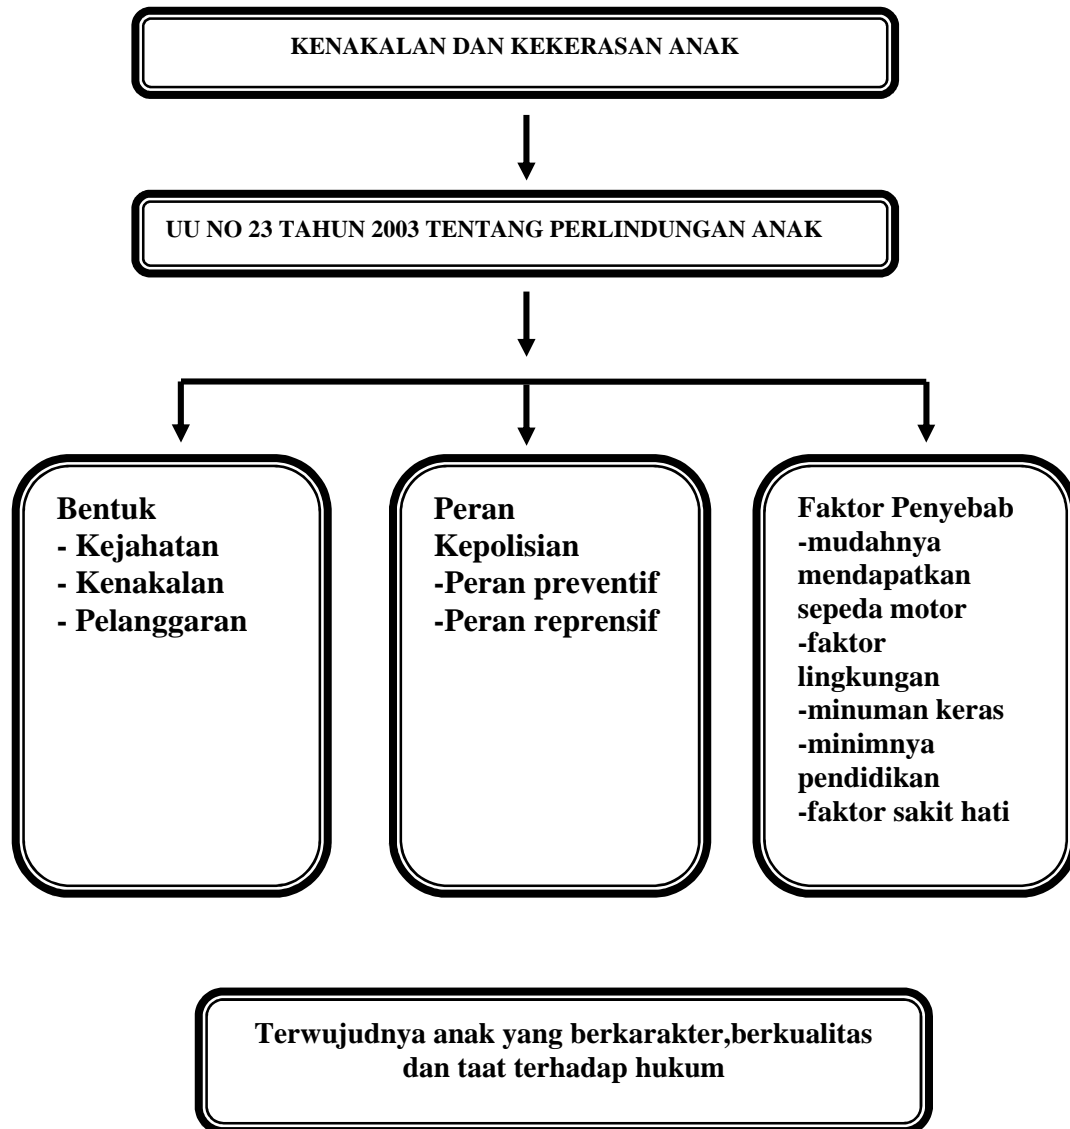 KENAKALAN DAN KEKERASAN ANAK
UU NO 23 TAHUN 2003 TENTANG PERLINDUNGAN ANAK
Bentuk
- Kejahatan
- Kenakalan
- Pelanggaran
Peran
Kepolisian
-Peran preventif
-Peran reprensif
Faktor Penyebab
-mudahnya
mendapatkan
sepeda motor
-faktor
lingkungan
-minuman keras
-minimnya
pendidikan
-faktor sakit hati
Terwujudnya anak yang berkarakter,berkualitas
dan taat terhadap hukum